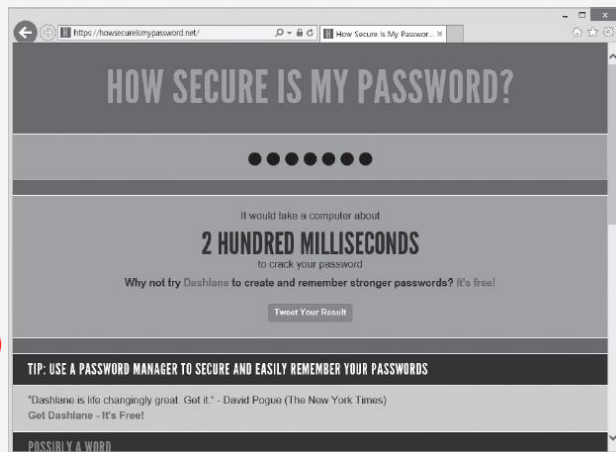 https://howsecureismypassword.net/
How Secure Is My Passwor...
HOW SECURE IS MY PASSWORD?
It would take a computer about
2 HUNDRED MILLISECONDS
to crack your password
Why not try Dashlane to create and remember stronger passwords? It's free!
Tweet Your Result
TIP: USE A PASSWORD MANAGER TO SECURE AND EASILY REMEMBER YOUR PASSWORDS
"Dashlane is life changingly great. Get it." - David Pogue (The New York Times)
Get Dashlane - It's Free!
POSSIBLY A WORD